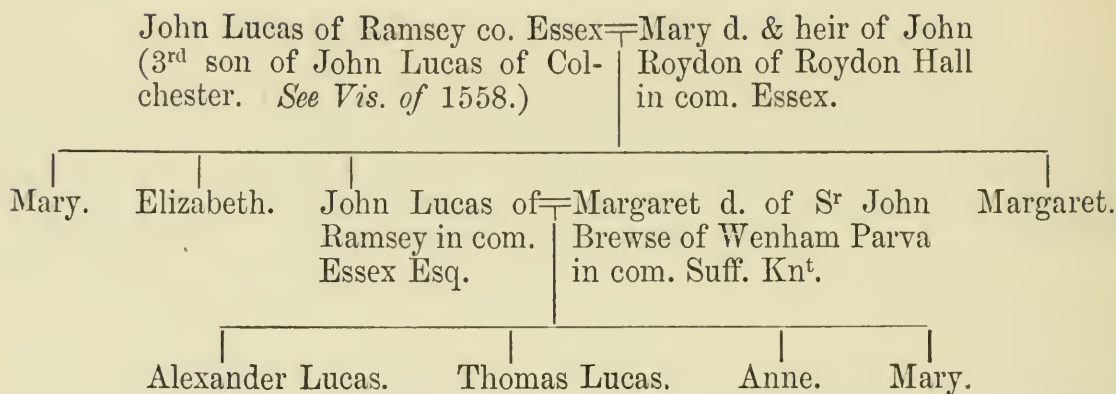 John Lucas of Ramsey co. Essex
(3rd son of John Lucas of Col-
chester. See Vis. of 1558.)
Mary d. & heir of John
Roydon of Roydon Hall
in com. Essex.
Mary.
Elizabeth.
John Lucas of
Ramsey in com.
Essex Esq.
Margaret d. of Sr John
Brewse of Wenham Parva
in com. Suff. Knt.
Margaret.
Alexander Lucas.
Thomas Lucas.
Anne.
Mary.